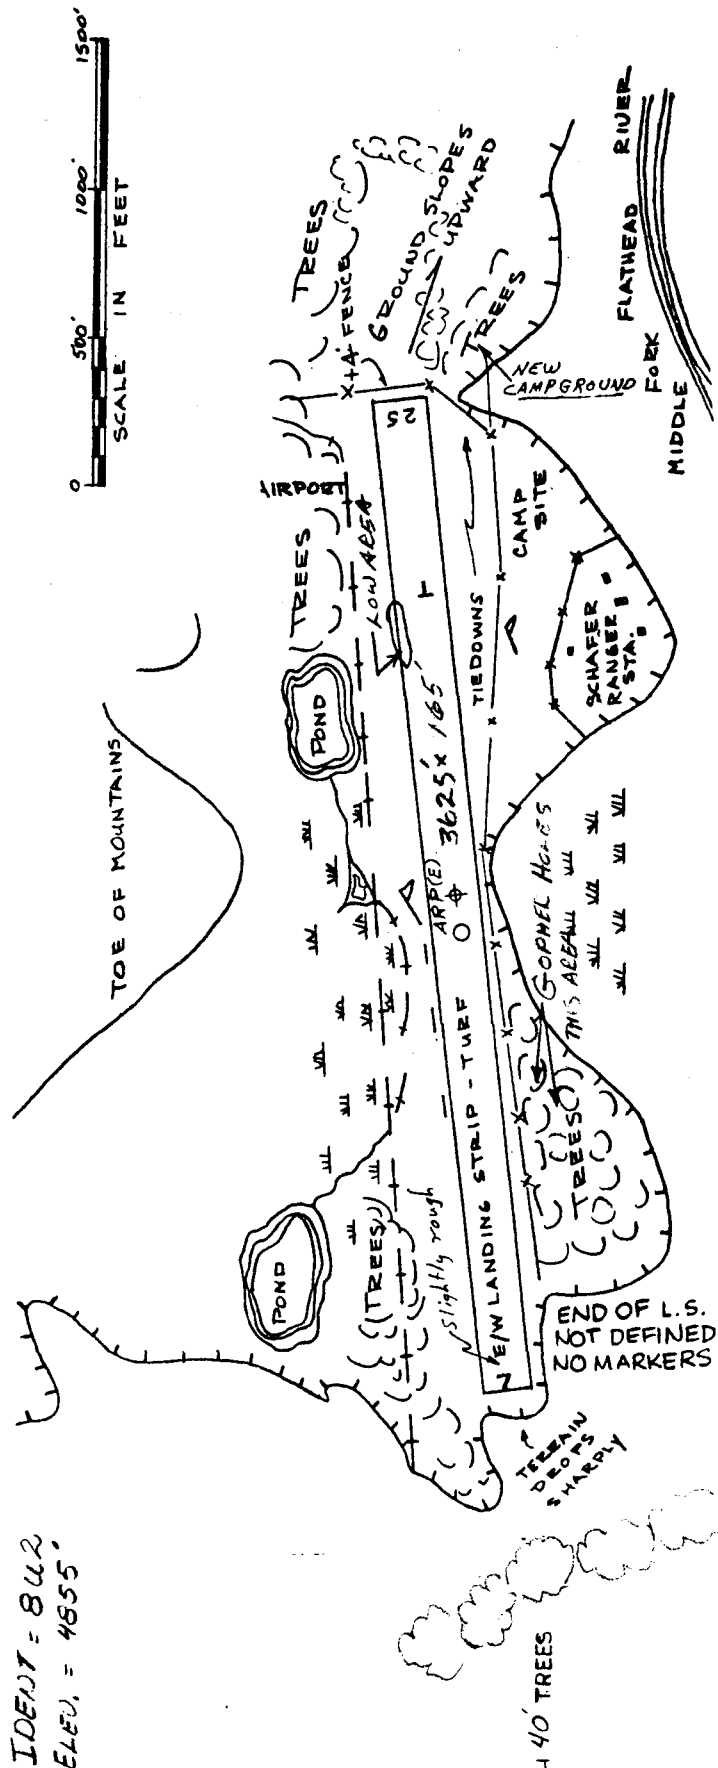 IDENT = 8U2
ELEV. = 4855'
0 500' 1000' 1500'
SCALE IN FEET
TOE OF MOUNTAINS
TREES
X+4' FENCE
GROUND SLOPES
UPWARD
TREES
NEW
CAMPGROUND
AIRPORT
TREES
LOW AREA
25
POND
POND
TREES
Slightly rough
ARP(E)
3625' x 165'
E/W LANDING STRIP - TURF
7
TIEDOWNS
CAMP
SITE
SCHAFER
RANGER
STA.
GOPHER HOLES
THIS AREA
TREES
END OF L.S.
NOT DEFINED
NO MARKERS
TERRAIN
DROPS
SHARPLY
40' TREES
MIDDLE FORK FLATHEAD RIVER